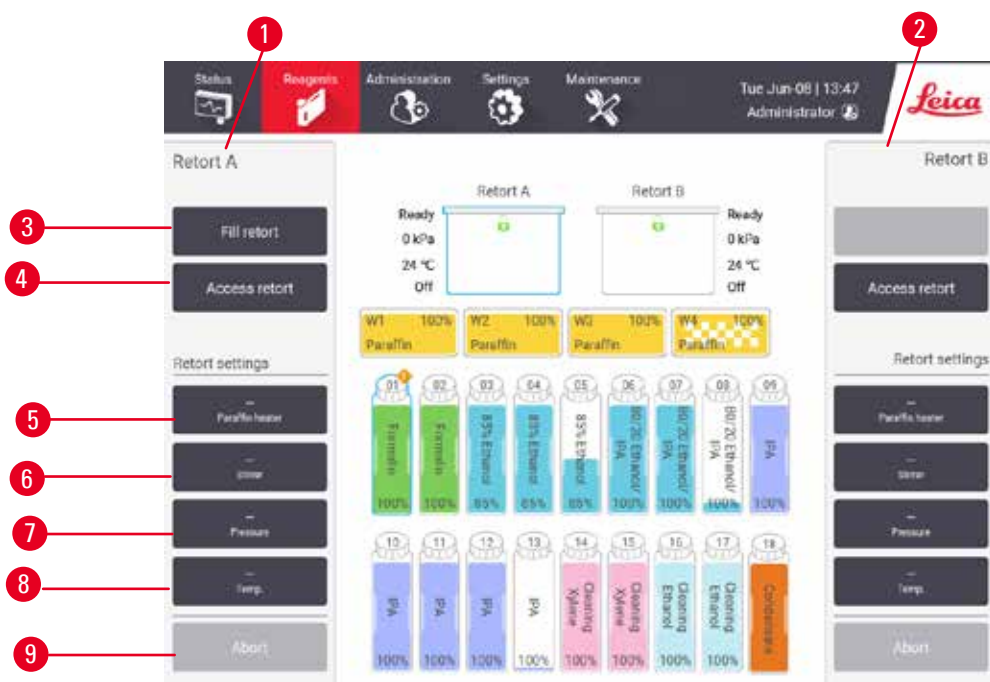 1
2
Status
Reagents
Administration
Settings
Maintenance
Tue Jun-08 | 13:47
Administrator
Leica
Retort A
Retort B
Retort A
Retort B
3
Fill retort
Ready
Ready
0 kPa
0 kPa
4
Access retort
24 °C
24 °C
Access retort
Off
Off
W1 100%
Paraffin
W2 100%
Paraffin
W3 100%
Paraffin
W4 100%
Paraffin
Retort settings
Retort settings
5
--
Paraffin heater
--
Paraffin heater
6
--
Stirrer
--
Stirrer
7
--
Pressure
--
Pressure
8
--
Temp.
--
Temp.
9
Abort
Abort
01
Formalin
100%
02
Formalin
100%
03
85% Ethanol
85%
04
85% Ethanol
85%
05
85% Ethanol
85%
06
80/20 Ethanol/
IPA
100%
07
80/20 Ethanol/
IPA
100%
08
80/20 Ethanol/
IPA
100%
09
IPA
100%
10
IPA
100%
11
IPA
100%
12
IPA
100%
13
IPA
100%
14
Cleaning
Xylene
100%
15
Cleaning
Xylene
100%
16
Cleaning
Ethanol
100%
17
Cleaning
Ethanol
100%
18
Condensate